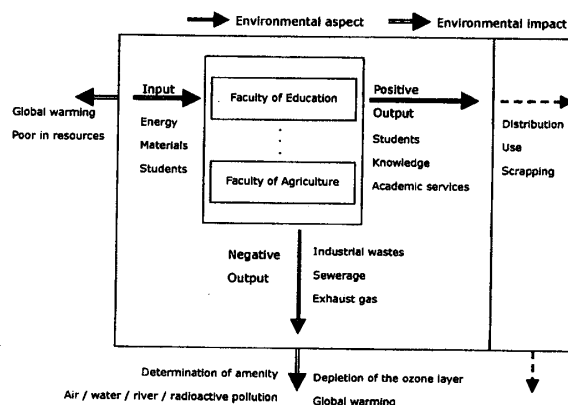 Environmental aspect
Environmental impact
Input
Faculty of Education
Positive
Output
Global warming
Poor in resources
Energy
Materials
Students
Faculty of Agriculture
Students
Knowledge
Academic services
Distribution
Use
Scrapping
Negative
Output
Industrial wastes
Sewerage
Exhaust gas
Determination of amenity
Air / water / river / radioactive pollution
Depletion of the ozone layer
Global warming